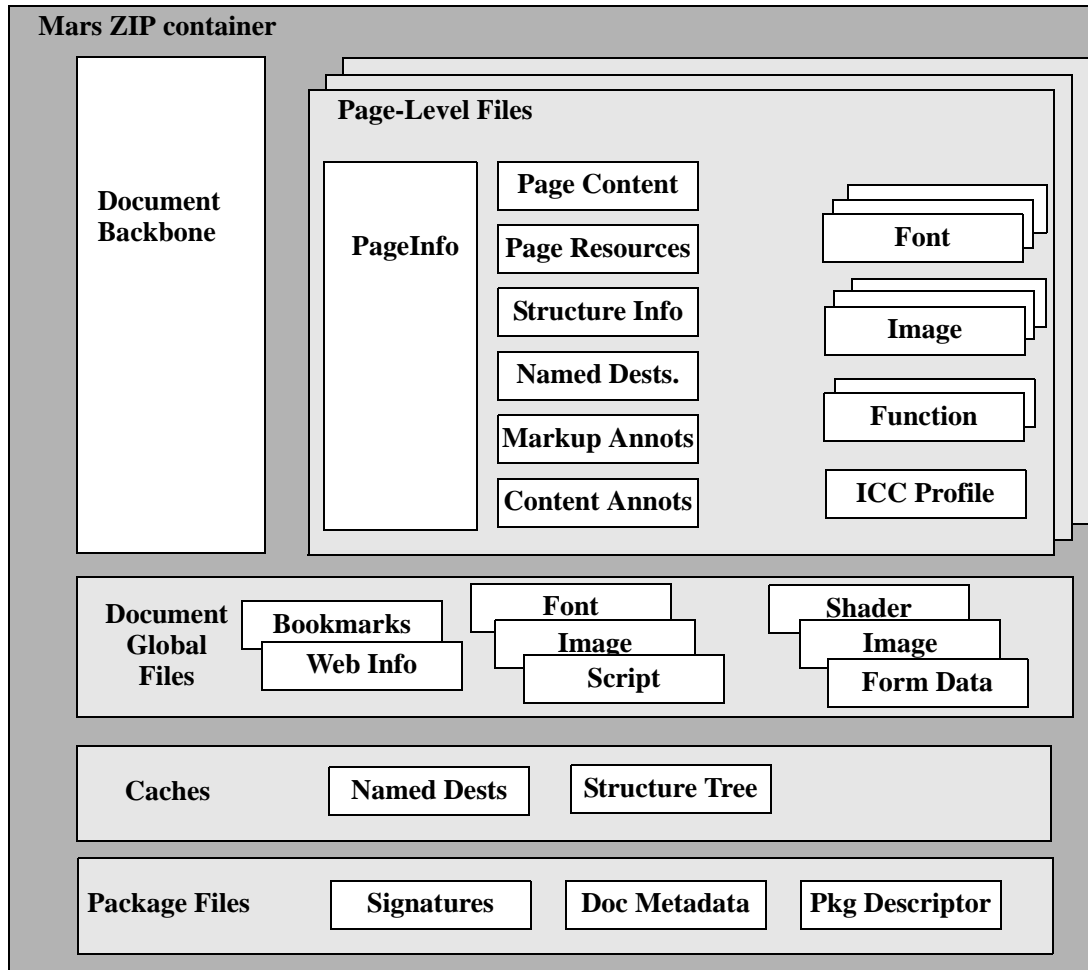 Mars ZIP container
Document
Backbone
Page-Level Files
PageInfo
Page Content
Page Resources
Structure Info
Named Dests.
Markup Annots
Content Annots
Font
Image
Function
ICC Profile
Document
Global
Files
Bookmarks
Web Info
Font
Image
Script
Shader
Image
Form Data
Caches
Named Dests
Structure Tree
Package Files
Signatures
Doc Metadata
Pkg Descriptor